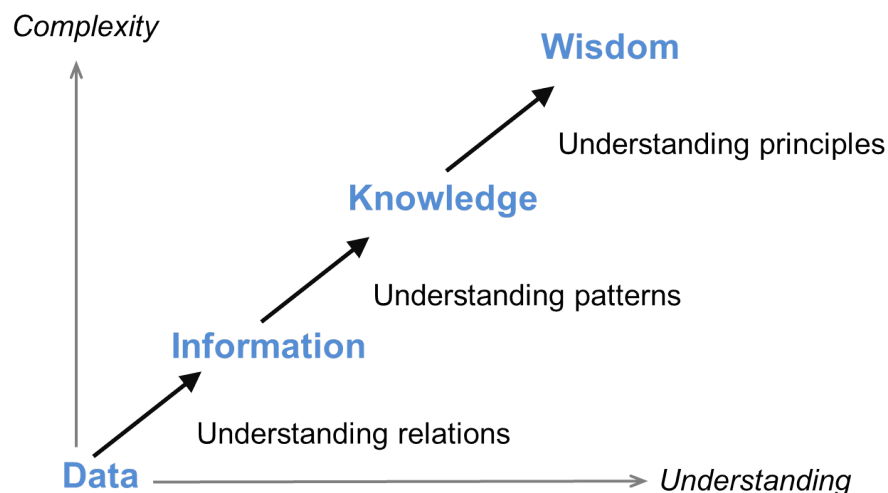 Complexity
Wisdom
Understanding principles
Knowledge
Understanding patterns
Information
Understanding relations
Data
Understanding